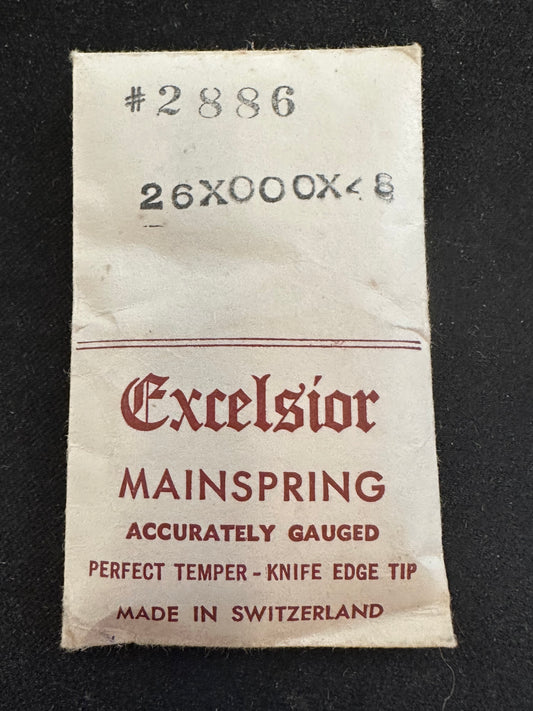 #2886
26X000X<8
Excelsior
MAINSPRING
ACCURATELY GAUGED
PERFECT TEMPER - KNIFE EDGE TIP
MADE IN SWITZERLAND